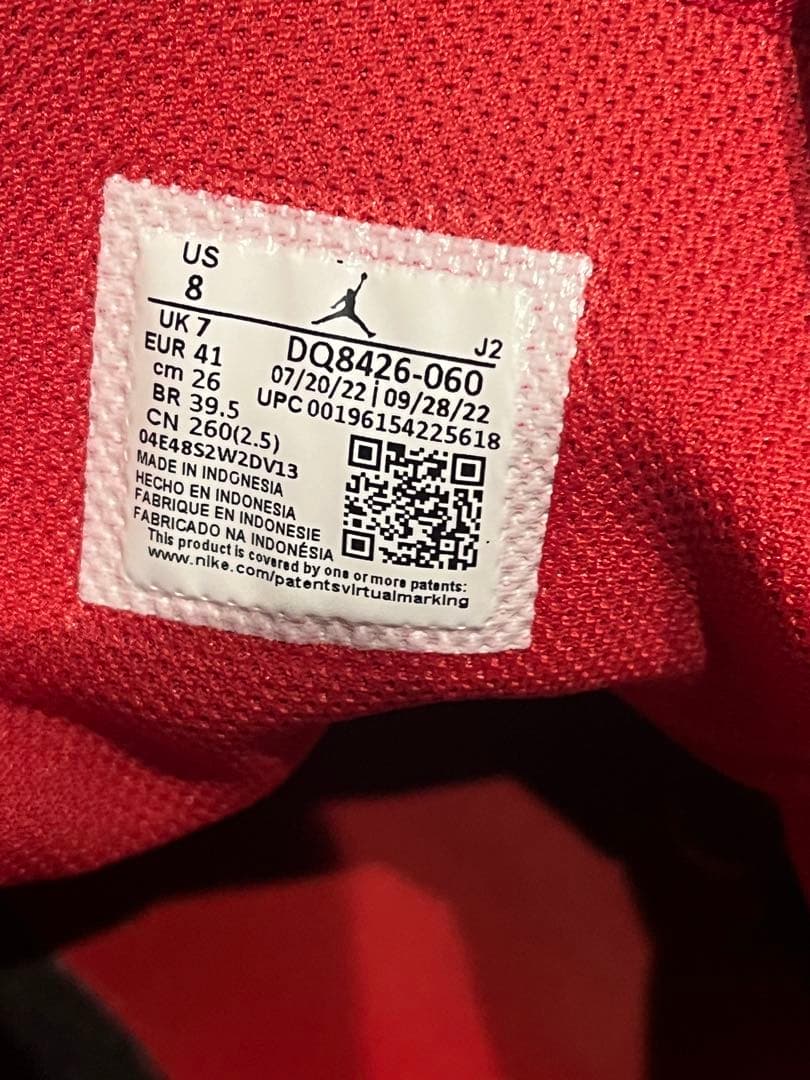 US
8
J2
UK 7
EUR 41
cm 26
BR 39.5
CN 260(2.5)
DQ8426-060
07/20/22 | 09/28/22
UPC 00196154225618
04E48S2W2DV13
MADE IN INDONESIA
HECHO EN INDONESIA
FABRIQUE EN INDONESIE
FABRICADO NA INDONÉSIA
This product is covered by one or more patents:
www.nike.com/patentsvirtualmarking